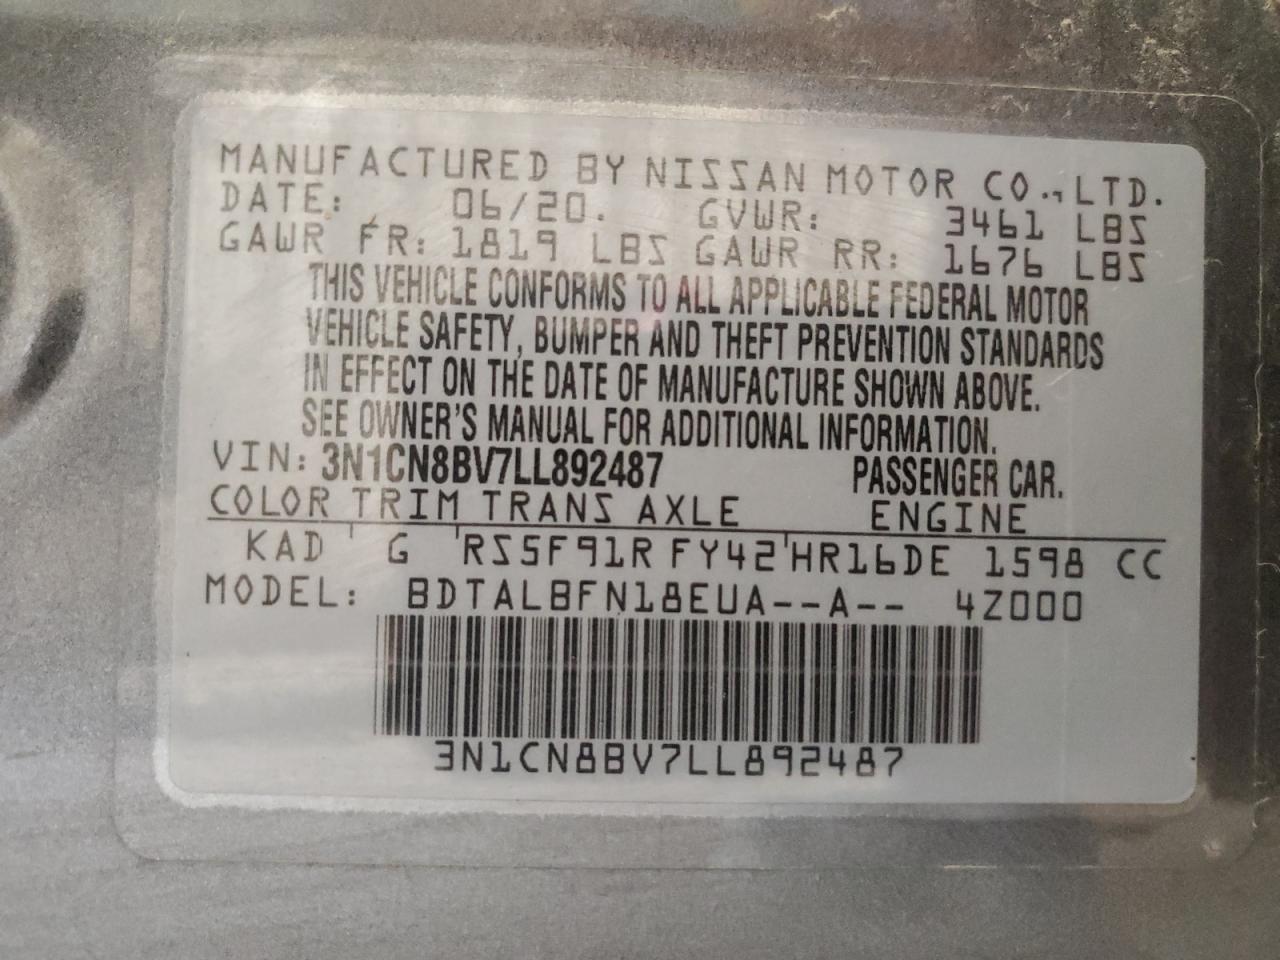 MANUFACTURED BY NISSAN MOTOR CO.,LTD.
DATE: 06/20. GVWR: 3461 LBS
GAWR FR: 1819 LBS GAWR RR: 1676 LBS
THIS VEHICLE CONFORMS TO ALL APPLICABLE FEDERAL MOTOR
VEHICLE SAFETY, BUMPER AND THEFT PREVENTION STANDARDS
IN EFFECT ON THE DATE OF MANUFACTURE SHOWN ABOVE.
SEE OWNER'S MANUAL FOR ADDITIONAL INFORMATION.
VIN: 3N1CN8BV7LL892487 PASSENGER CAR.
COLOR TRIM TRANS AXLE ENGINE
KAD G RS5F91R FY42 HR16DE 1598 CC
MODEL: BDTALBFN18EUA--A-- 4Z000
3N1CN8BV7LL892487